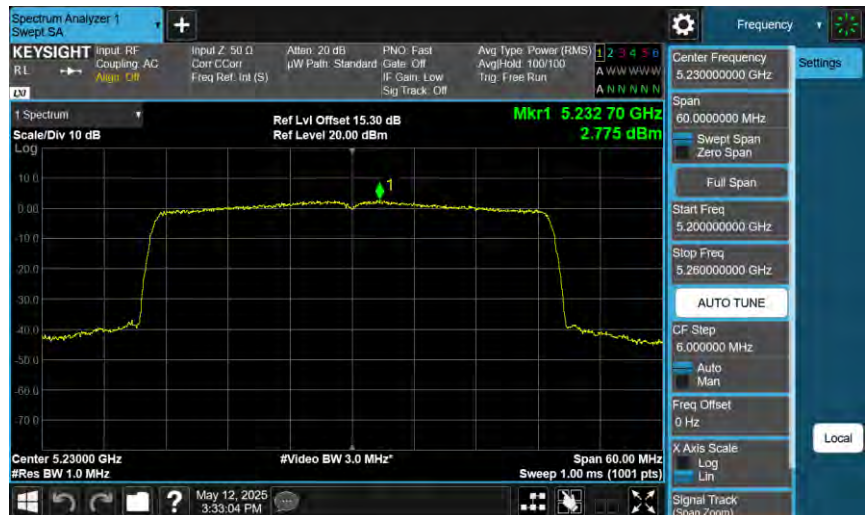 Spectrum Analyzer 1
Swept SA
+
Frequency
KEYSIGHT
RL
LXI
Input: RF
Coupling: AC
Align: Off
Input Z: 50 Ω
Corr CCorr
Freq Ref: Int (S)
Atten: 20 dB
µW Path: Standard
PNO: Fast
Gate: Off
IF Gain: Low
Sig Track: Off
Avg Type: Power (RMS)
Avg|Hold: 100/100
Trig: Free Run
1 2 3 4 5 6
A W W W W W
A N N N N N
1 Spectrum
Scale/Div 10 dB
Log
Ref Lvl Offset 15.30 dB
Ref Level 20.00 dBm
Mkr1 5.232 70 GHz
2.775 dBm
1
10.0
0.00
-10.0
-20.0
-30.0
-40.0
-50.0
-60.0
-70.0
Center 5.23000 GHz
#Res BW 1.0 MHz
#Video BW 3.0 MHz*
Span 60.00 MHz
Sweep 1.00 ms (1001 pts)
Center Frequency
5.230000000 GHz
Settings
Span
60.0000000 MHz
Swept Span
Zero Span
Full Span
Start Freq
5.200000000 GHz
Stop Freq
5.260000000 GHz
AUTO TUNE
CF Step
6.000000 MHz
Auto
Man
Freq Offset
0 Hz
X Axis Scale
Log
Lin
Local
Signal Track
(Span Zoom)
?
May 12, 2025
3:33:04 PM